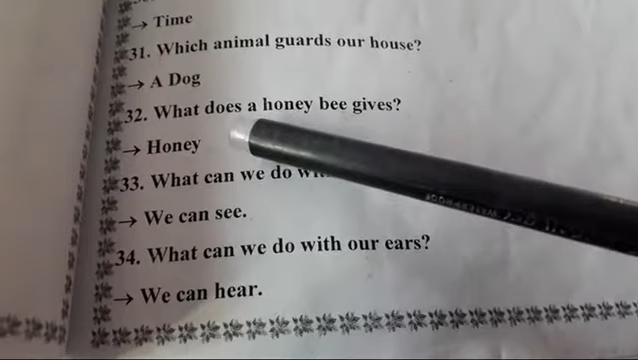 → Time
31. Which animal guards our house?
→ A Dog
32. What does a honey bee gives?
→ Honey
33. What can we do
→ We can see.
34. What can we do with our ears?
→ We can hear.